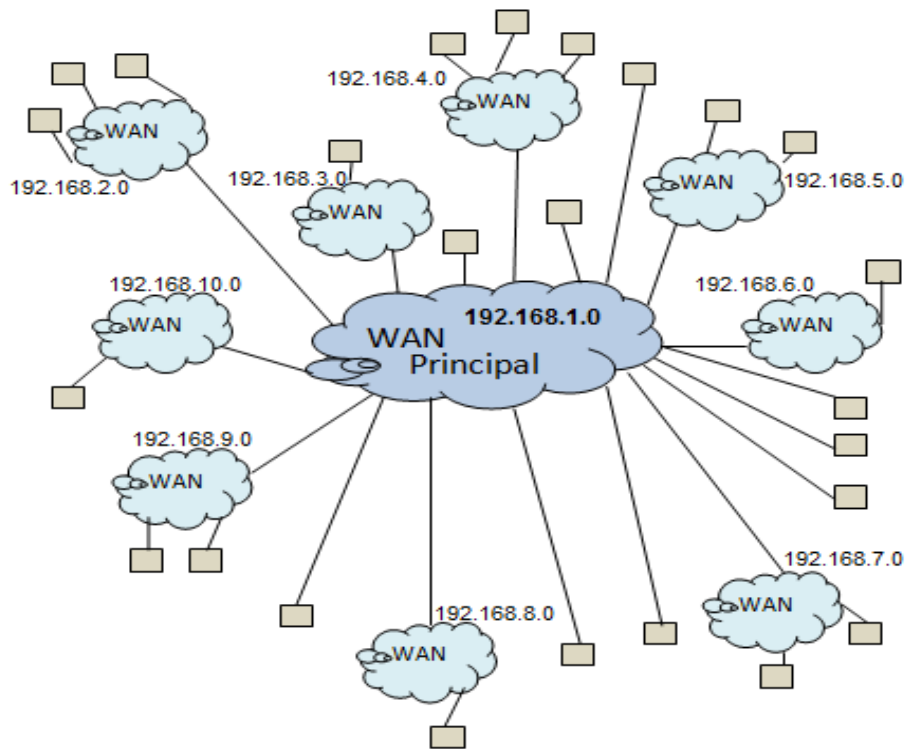 192.168.4.0
WAN
WAN
192.168.2.0
192.168.3.0
WAN
WAN
192.168.5.0
192.168.10.0
WAN
192.168.1.0
WAN
Principal
192.168.6.0
WAN
192.168.9.0
WAN
192.168.7.0
WAN
192.168.8.0
WAN